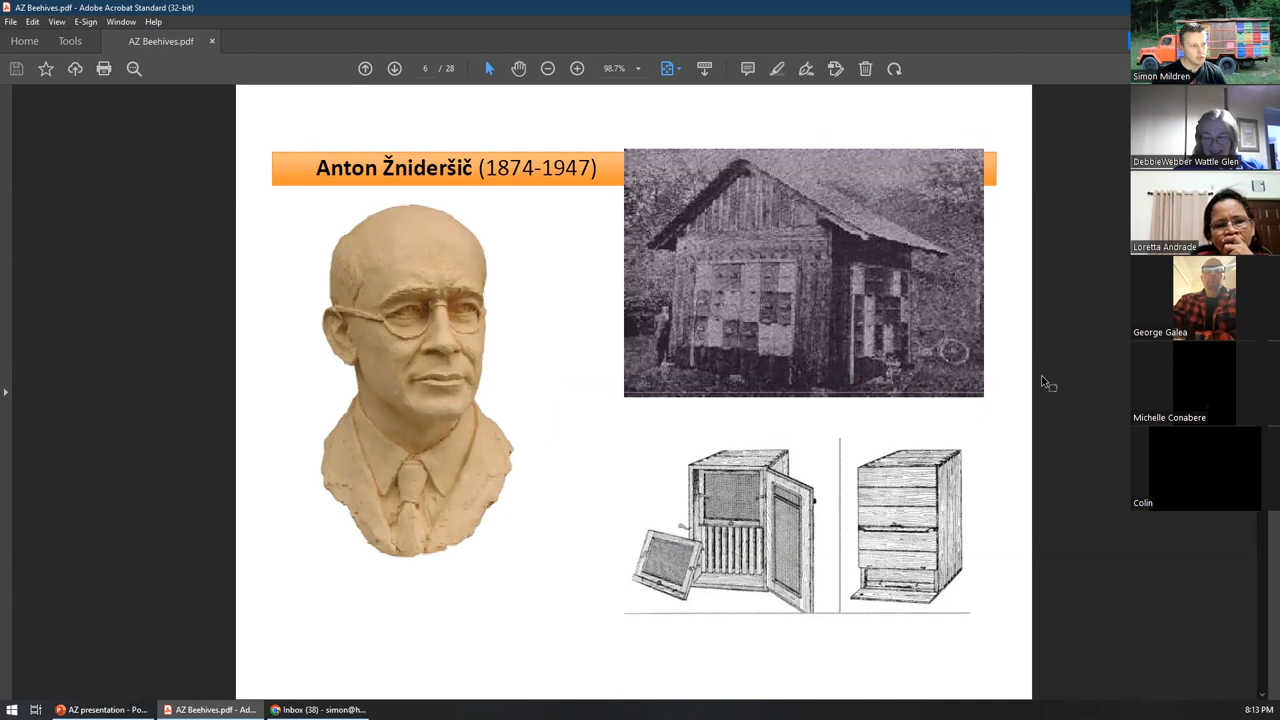 AZ Beehives.pdf - Adobe Acrobat Standard (32-bit)
File Edit View E-Sign Window Help
Home Tools AZ Beehives.pdf ×
6 / 28 98.7%
Anton Žnideršič (1874-1947)
Simon Mildren
DebbieWebber Wattle Glen
Loretta Andrade
George Galea
Michelle Conabere
Colin
AZ presentation - Po...
AZ Beehives.pdf - Ad...
Inbox (38) - simon@h...
8:13 PM